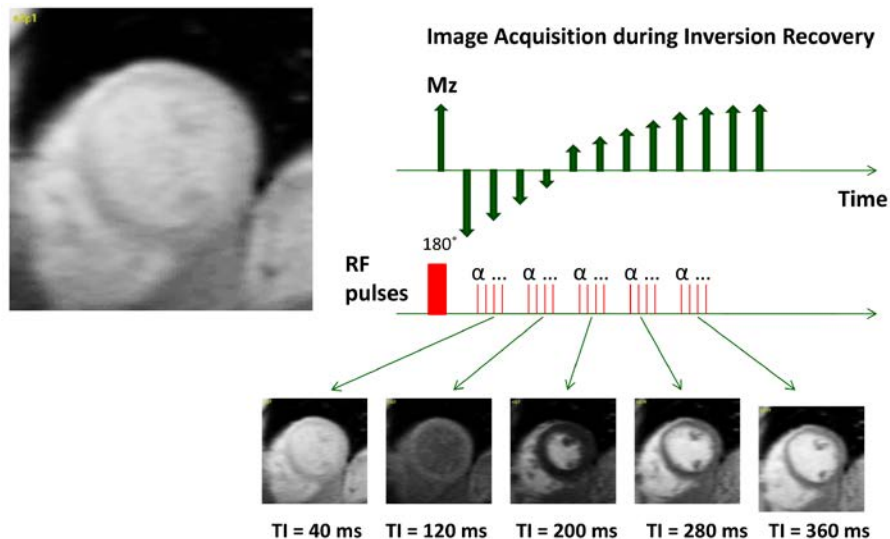 Image Acquisition during Inversion Recovery
Mz
Time
180°
RF
pulses
α ... α ... α ... α ... α ...
TI = 40 ms TI = 120 ms TI = 200 ms TI = 280 ms TI = 360 ms